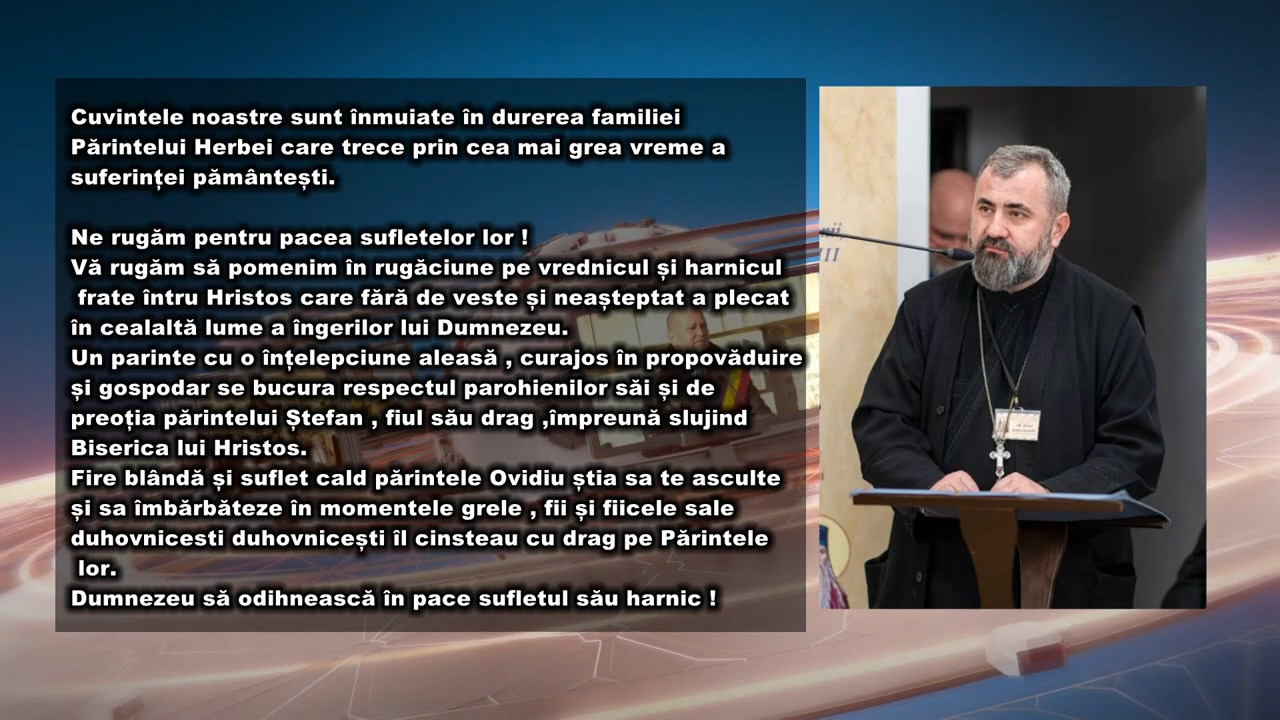 Cuvintele noastre sunt înmuiate în durerea familiei
Părintelui Herbei care trece prin cea mai grea vreme a
suferinței pământești.
Ne rugăm pentru pacea sufletelor lor !
Vă rugăm să pomenim în rugăciune pe vrednicul și harnicul
frate întru Hristos care fără de veste și neașteptat a plecat
în cealaltă lume a îngerilor lui Dumnezeu.
Un parinte cu o înțelepciune aleasă , curajos în propovăduire
și gospodar se bucura respectul parohienilor săi și de
preoția părintelui Ștefan , fiul său drag ,împreună slujind
Biserica lui Hristos.
Fire blândă și suflet cald părintele Ovidiu știa sa te asculte
și sa îmbărbăteze în momentele grele , fii și fiicele sale
duhovnicesti duhovnicești îl cinsteau cu drag pe Părintele
lor.
Dumnezeu să odihnească în pace sufletul său harnic !
III